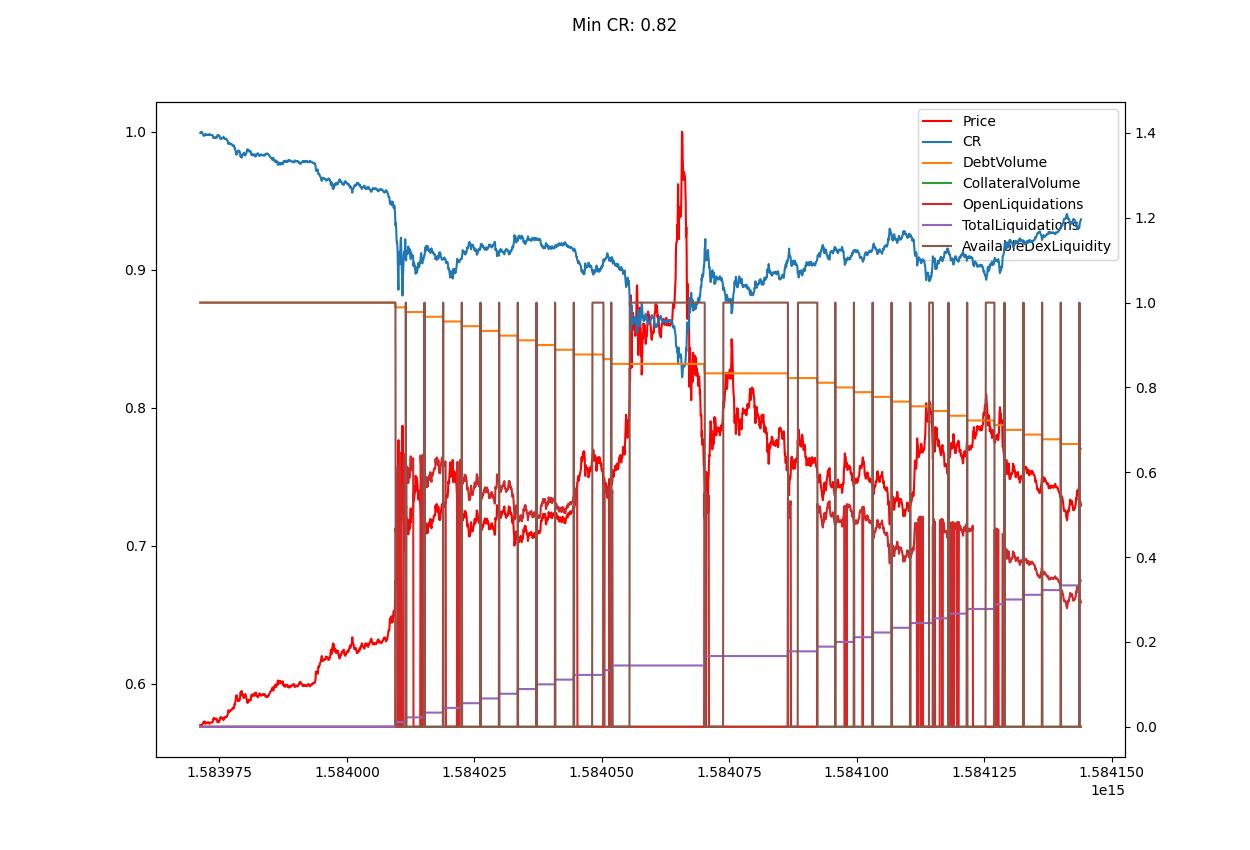 Min CR: 0.82
1.0
0.9
0.8
0.7
0.6
1.4
1.2
1.0
0.8
0.6
0.4
0.2
0.0
Price
CR
DebtVolume
CollateralVolume
OpenLiquidations
TotalLiquidations
AvailableDexLiquidity
1.583975 1.584000 1.584025 1.584050 1.584075 1.584100 1.584125 1.584150
1e15